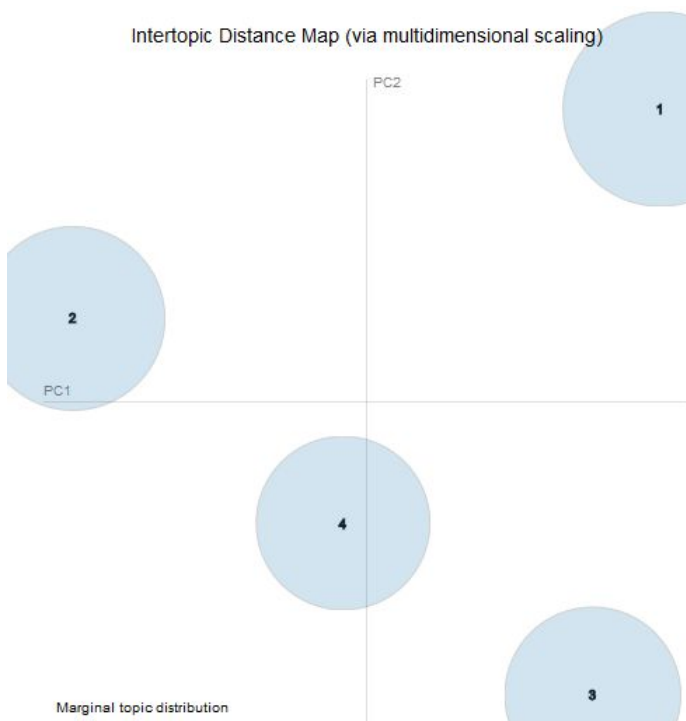 Intertopic Distance Map (via multidimensional scaling)
PC2
1
2
PC1
4
3
Marginal topic distribution